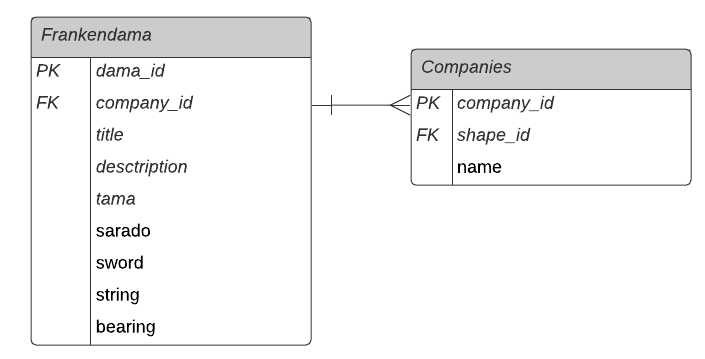 Frankendama
PK dama_id
FK company_id
title
desctription
tama
sarado
sword
string
bearing
Companies
PK company_id
FK shape_id
name